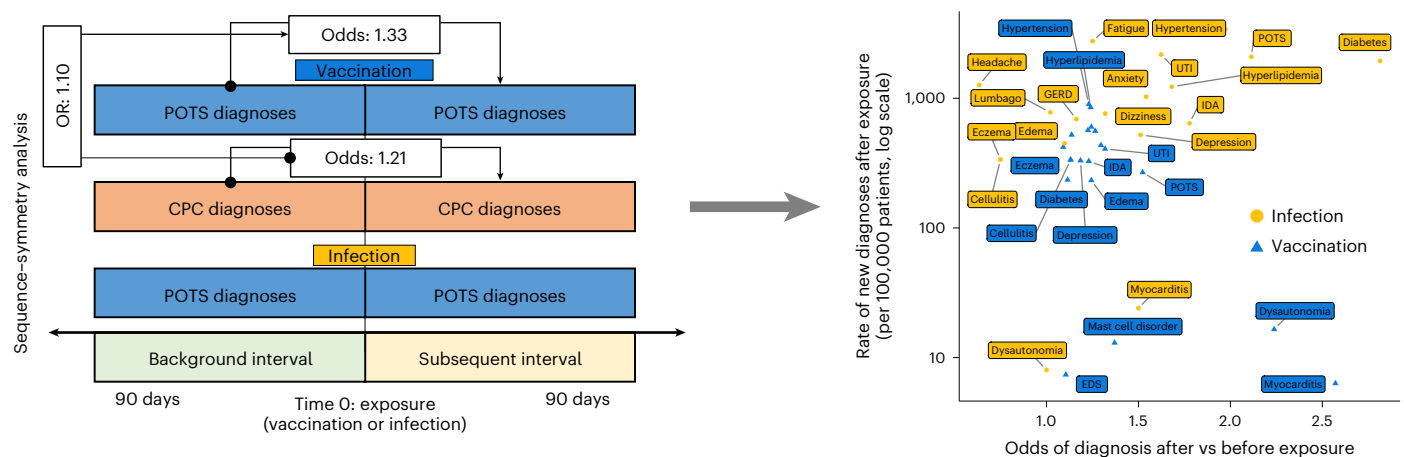 Sequence–symmetry analysis
OR: 1.10
Odds: 1.33
Vaccination
POTS diagnoses
POTS diagnoses
Odds: 1.21
CPC diagnoses
CPC diagnoses
Infection
POTS diagnoses
POTS diagnoses
Background interval
Subsequent interval
90 days
Time 0: exposure
(vaccination or infection)
90 days
Rate of new diagnoses after exposure
(per 100,000 patients, log scale)
1,000
100
10
Hypertension
Fatigue
Hypertension
POTS
Diabetes
Headache
Hyperlipidemia
UTI
Anxiety
Hyperlipidemia
Lumbago
GERD
IDA
Dizziness
Eczema
Edema
Depression
UTI
Eczema
IDA
POTS
Cellulitis
Diabetes
Edema
Cellulitis
Depression
Infection
Vaccination
Myocarditis
Mast cell disorder
Dysautonomia
Dysautonomia
EDS
Myocarditis
1.0
1.5
2.0
2.5
Odds of diagnosis after vs before exposure